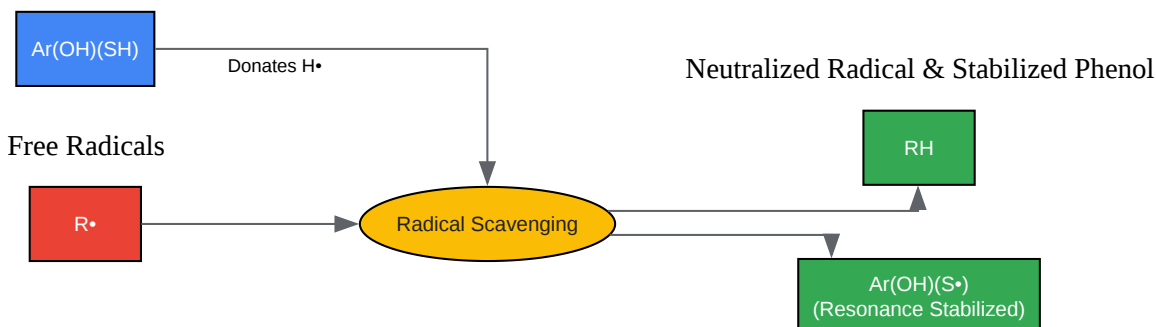 Ar(OH)(SH)
Donates H•
Neutralized Radical & Stabilized Phenol
Free Radicals
RH
R•
Radical Scavenging
Ar(OH)(S•)
(Resonance Stabilized)